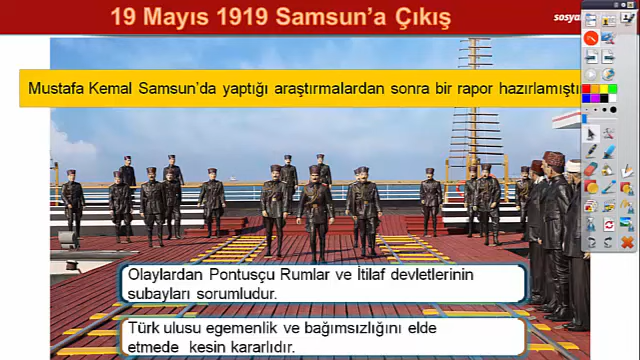 19 Mayıs 1919 Samsun’a Çıkış
sosya
Mustafa Kemal Samsun’da yaptığı araştırmalardan sonra bir rapor hazırlamıştı
Olaylardan Pontusçu Rumlar ve İtilaf devletlerinin
subayları sorumludur.
Türk ulusu egemenlik ve bağımsızlığını elde
etmede kesin kararlıdır.